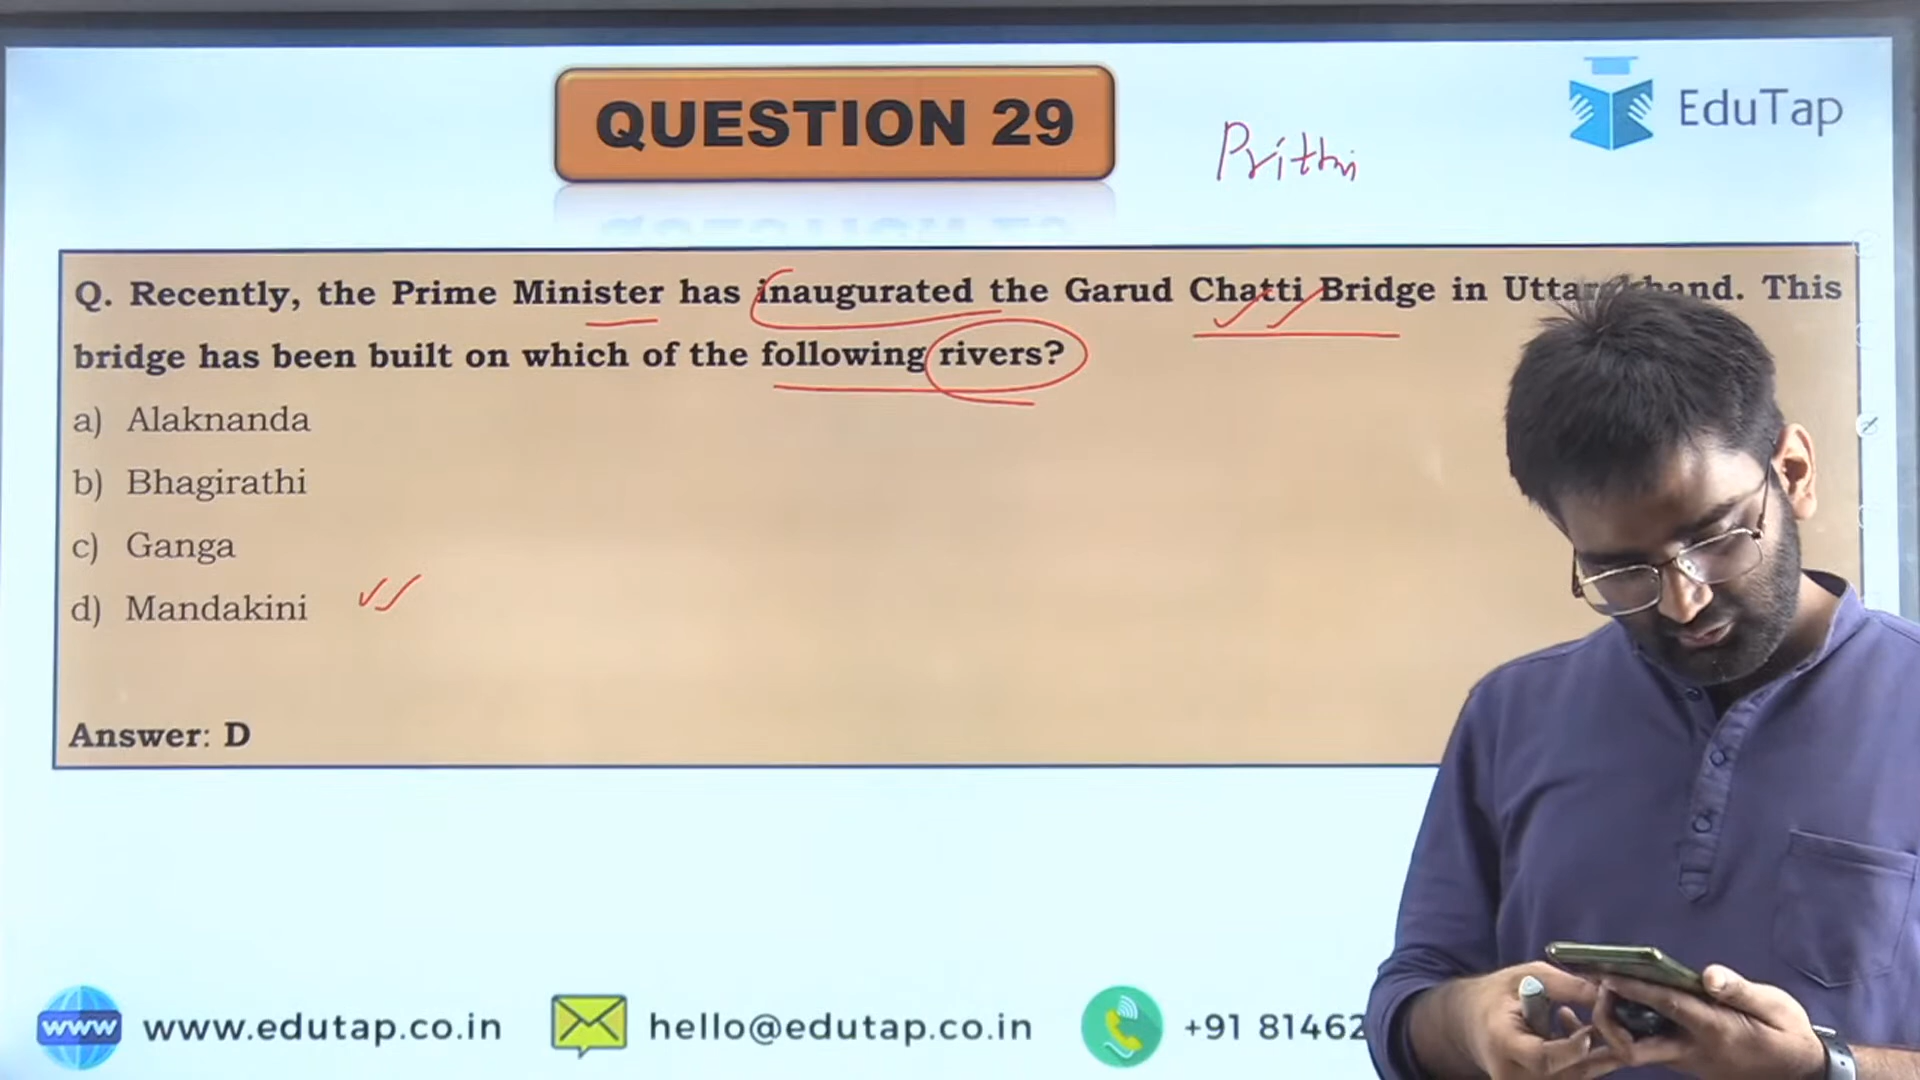 QUESTION 29
Prithvi
EduTap
Q. Recently, the Prime Minister has inaugurated the Garud Chatti Bridge in This
bridge has been built on which of the following rivers?
a) Alaknanda
b) Bhagirathi
c) Ganga
d) Mandakini
Answer: D
www www.edutap.co.in hello@edutap.co.in +91 81462